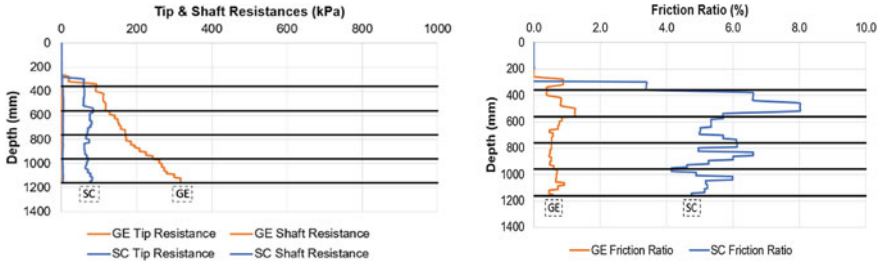 Tip & Shaft Resistances (kPa)
0 200 400 600 800 1000
Depth (mm)
0
200
400
600
800
1000
1200
1400
SC GE
GE Tip Resistance GE Shaft Resistance
SC Tip Resistance SC Shaft Resistance
Friction Ratio (%)
0.0 2.0 4.0 6.0 8.0 10.0
Depth (mm)
0
200
400
600
800
1000
1200
1400
GE SC
GE Friction Ratio SC Friction Ratio